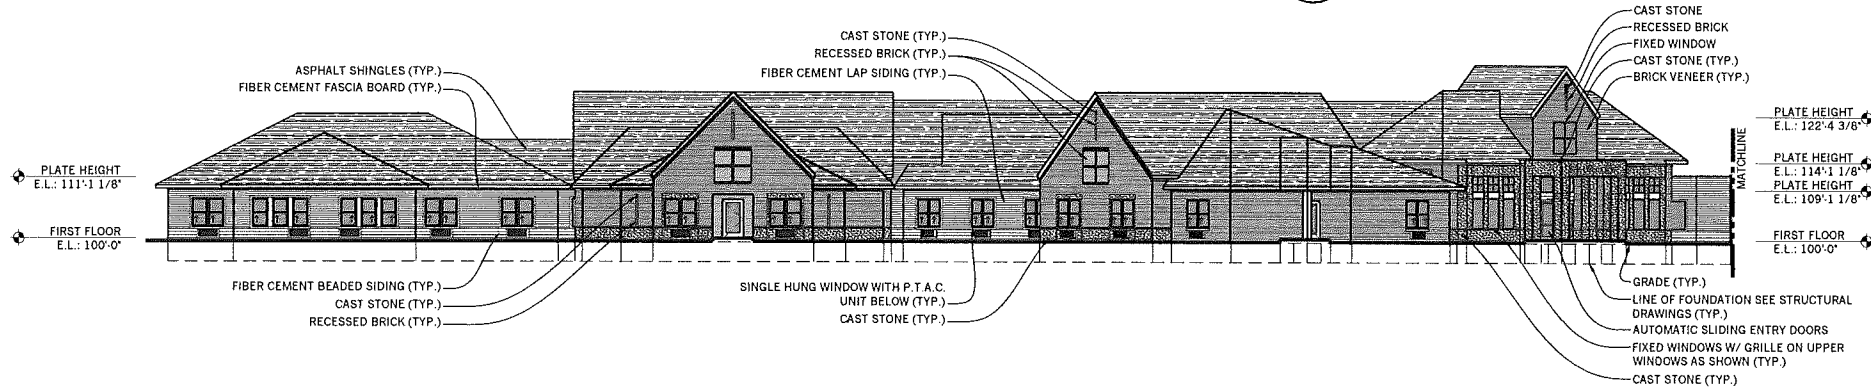 CAST STONE
RECESSED BRICK
FIXED WINDOW
CAST STONE (TYP.)
BRICK VENEER (TYP.)
CAST STONE (TYP.)
RECESSED BRICK (TYP.)
FIBER CEMENT LAP SIDING (TYP.)
ASPHALT SHINGLES (TYP.)
FIBER CEMENT FASCIA BOARD (TYP.)
PLATE HEIGHT
E.L.: 111'-1 1/8"
FIRST FLOOR
E.L.: 100'-0"
PLATE HEIGHT
E.L.: 122'-4 3/8"
PLATE HEIGHT
E.L.: 114'-1 1/8"
PLATE HEIGHT
E.L.: 109'-1 1/8"
FIRST FLOOR
E.L.: 100'-0"
MATCHLINE
FIBER CEMENT BEADED SIDING (TYP.)
CAST STONE (TYP.)
RECESSED BRICK (TYP.)
SINGLE HUNG WINDOW WITH P.T.A.C.
UNIT BELOW (TYP.)
CAST STONE (TYP.)
GRADE (TYP.)
LINE OF FOUNDATION SEE STRUCTURAL
DRAWINGS (TYP.)
AUTOMATIC SLIDING ENTRY DOORS
FIXED WINDOWS W/ GRILLE ON UPPER
WINDOWS AS SHOWN (TYP.)
CAST STONE (TYP.)